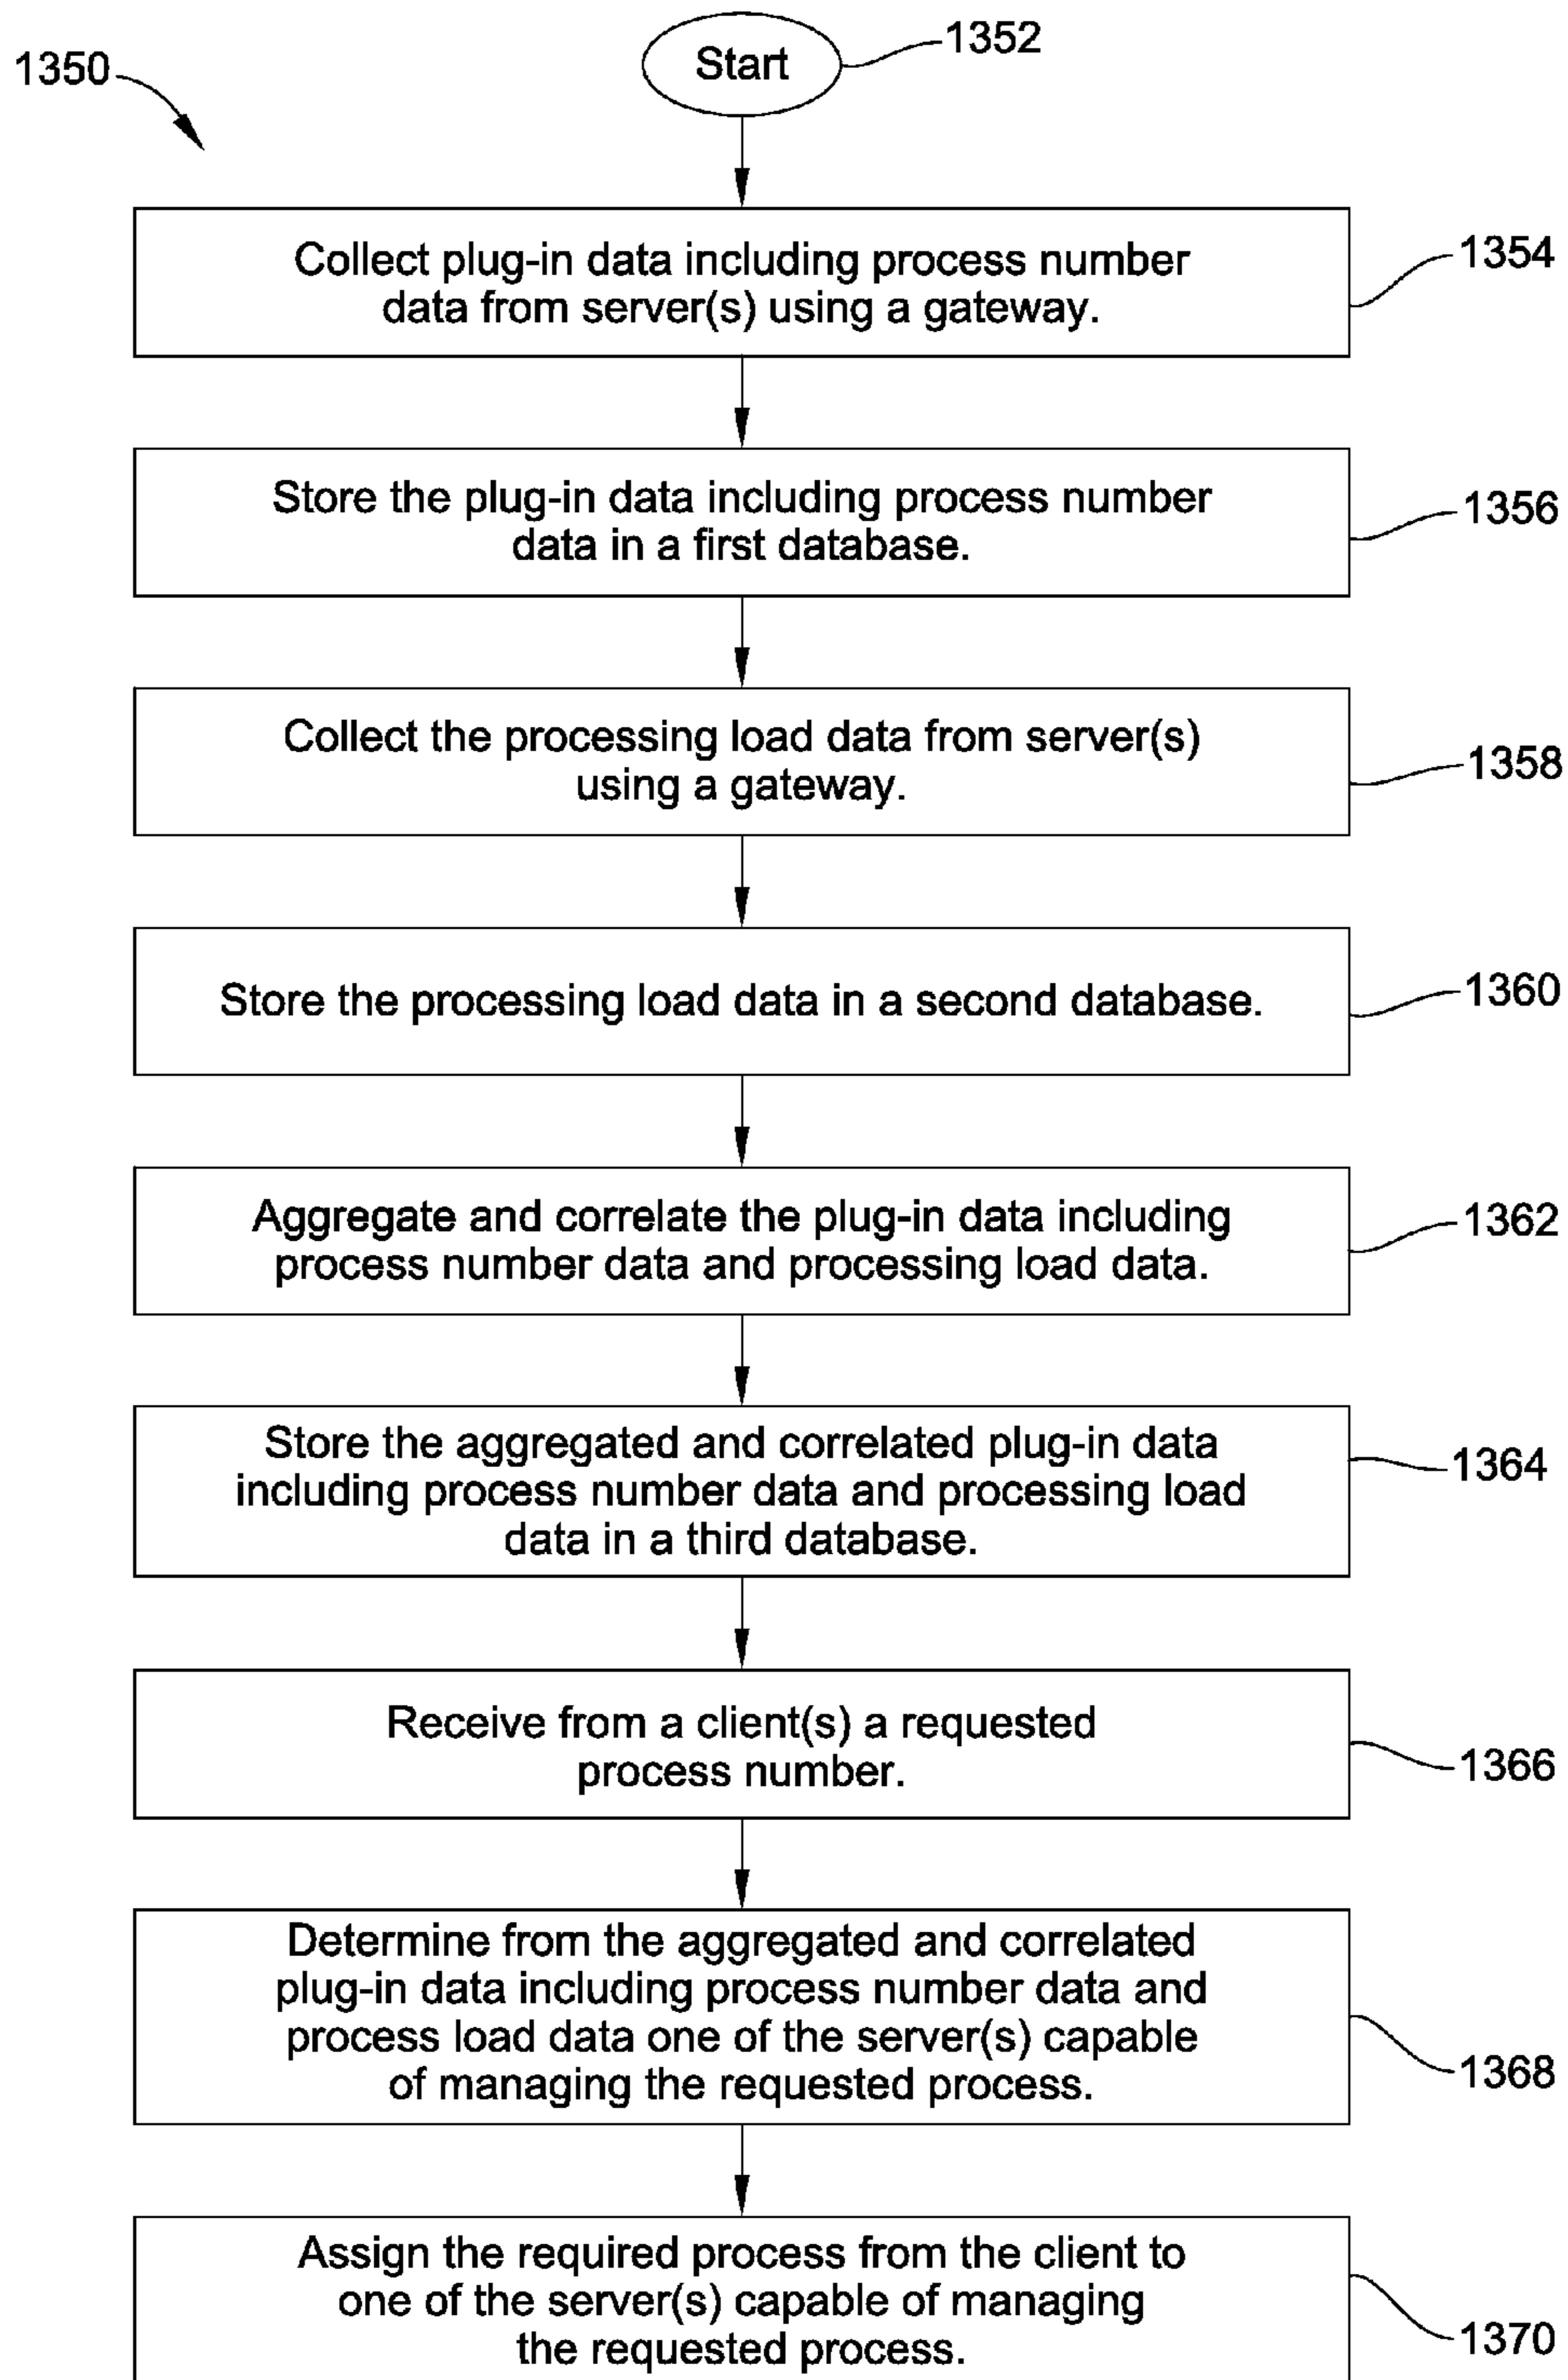 Start
1352
1350
Collect plug-in data including process number
data from server(s) using a gateway.
1354
Store the plug-in data including process number
data in a first database.
1356
Collect the processing load data from server(s)
using a gateway.
1358
Store the processing load data in a second database.
1360
Aggregate and correlate the plug-in data including
process number data and processing load data.
1362
Store the aggregated and correlated plug-in data
including process number data and processing load
data in a third database.
1364
Receive from a client(s) a requested
process number.
1366
Determine from the aggregated and correlated
plug-in data including process number data and
process load data one of the server(s) capable
of managing the requested process.
1368
Assign the required process from the client to
one of the server(s) capable of managing
the requested process.
1370